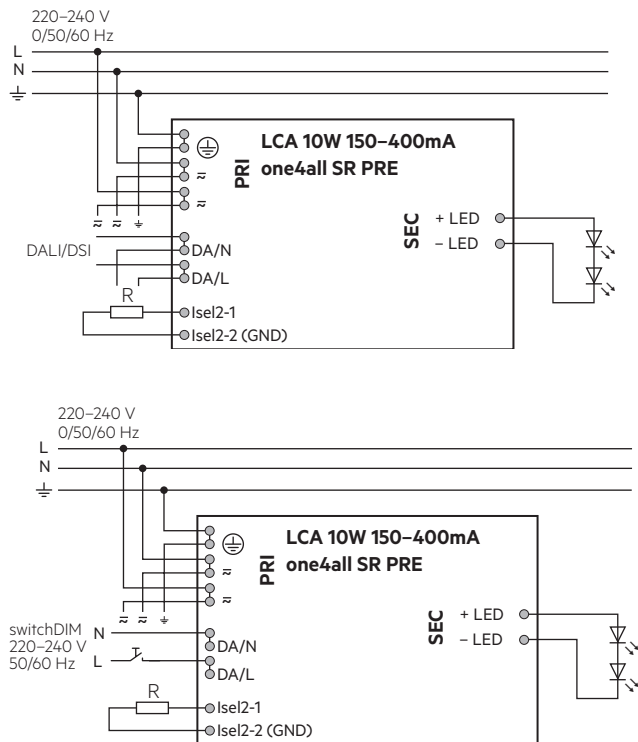 220–240 V
0/50/60 Hz
L
N
LCA 10W 150–400mA
one4all SR PRE
PRI
SEC
+ LED
– LED
DALI/DSI
DA/N
DA/L
R
Isel2-1
Isel2-2 (GND)
220–240 V
0/50/60 Hz
L
N
LCA 10W 150–400mA
one4all SR PRE
PRI
SEC
+ LED
– LED
switchDIM N
220–240 V
50/60 Hz L
DA/N
DA/L
R
Isel2-1
Isel2-2 (GND)